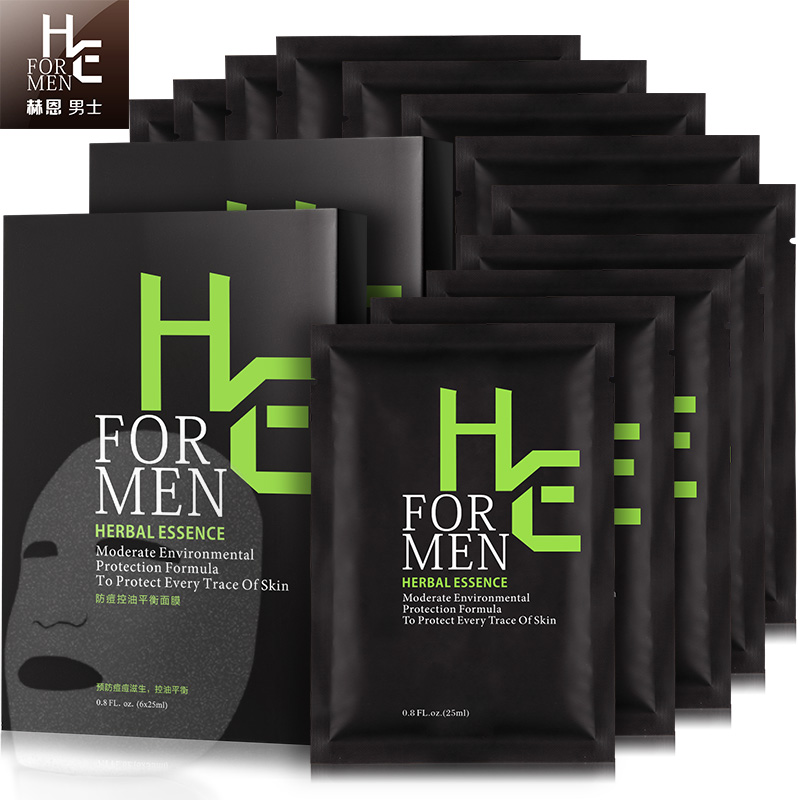 HE
FOR
MEN
赫恩 男士
HE
FOR
MEN
HERBAL ESSENCE
Moderate Environmental
Protection Formula
To Protect Every Trace Of Skin
防痘控油平衡面膜
预防痘痘滋生，控油平衡
0.8 FL. oz. (6x25ml)
HE
FOR
MEN
HERBAL ESSENCE
Moderate Environmental
Protection Formula
To Protect Every Trace Of Skin
0.8 FL.oz.(25ml)